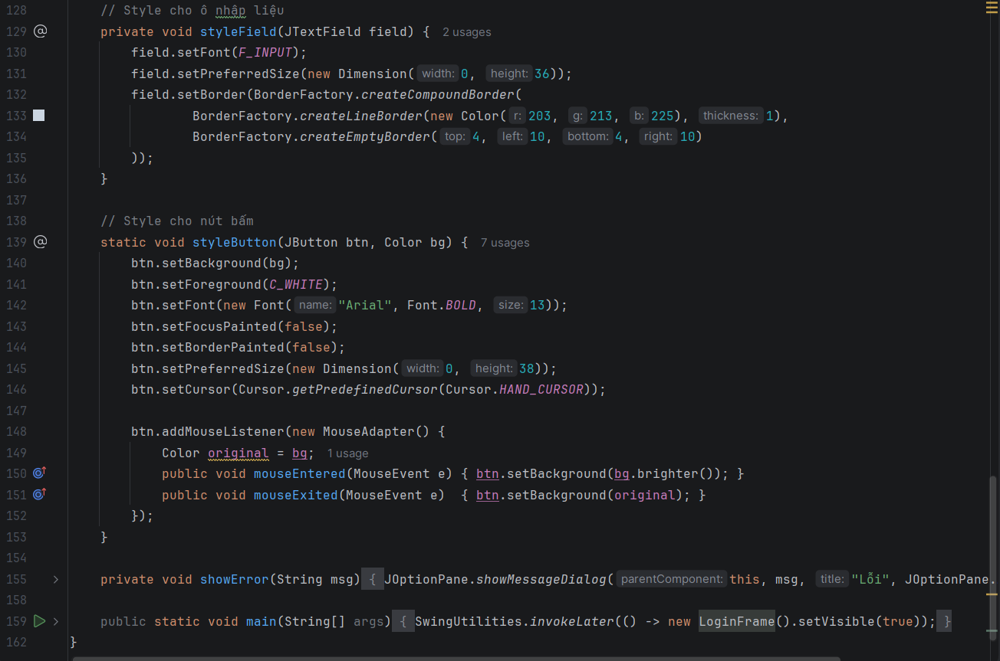 128 // Style cho ô nhập liệu
129 @ private void styleField(JTextField field) { 2 usages
130 field.setFont(F_INPUT);
131 field.setPreferredSize(new Dimension( width: 0, height: 36));
132 field.setBorder(BorderFactory.createCompoundBorder(
133 BorderFactory.createLineBorder(new Color( r: 203, g: 213, b: 225), thickness: 1),
134 BorderFactory.createEmptyBorder( top: 4, left: 10, bottom: 4, right: 10)
135 ));
136 }
137
138 // Style cho nút bấm
139 @ static void styleButton(JButton btn, Color bg) { 7 usages
140 btn.setBackground(bg);
141 btn.setForeground(C_WHITE);
142 btn.setFont(new Font( name: "Arial", Font.BOLD, size: 13));
143 btn.setFocusPainted(false);
144 btn.setBorderPainted(false);
145 btn.setPreferredSize(new Dimension( width: 0, height: 38));
146 btn.setCursor(Cursor.getPredefinedCursor(Cursor.HAND_CURSOR));
147
148 btn.addMouseListener(new MouseAdapter() {
149 Color original = bg; 1 usage
150 public void mouseEntered(MouseEvent e) { btn.setBackground(bg.brighter()); }
151 public void mouseExited(MouseEvent e) { btn.setBackground(original); }
152 });
153 }
154
155 private void showError(String msg) { JOptionPane.showMessageDialog( parentComponent: this, msg, title: "Lỗi", JOptionPane.
158
159 public static void main(String[] args) { SwingUtilities.invokeLater(() -> new LoginFrame().setVisible(true)); }
162 }